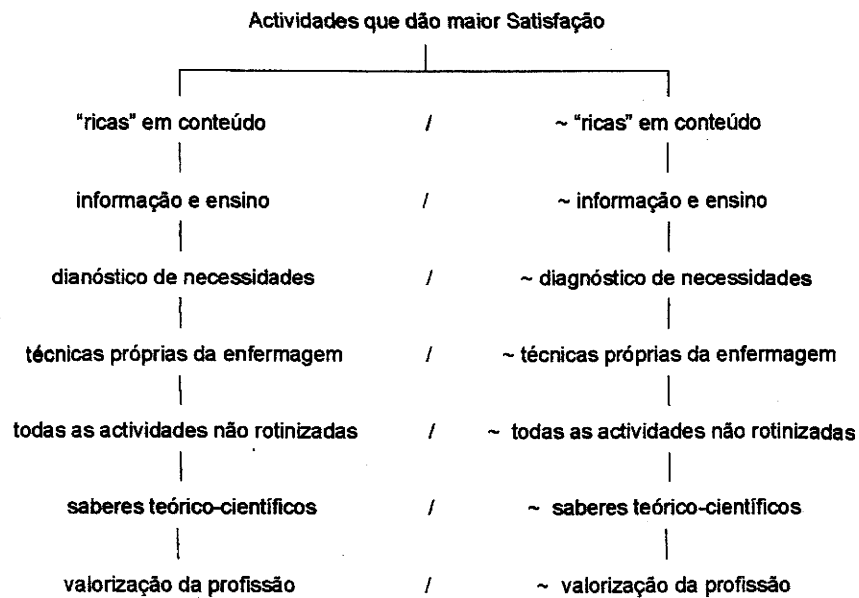 Actividades que dão maior Satisfação
"ricas" em conteúdo / ~ "ricas" em conteúdo
informação e ensino / ~ informação e ensino
dianóstico de necessidades / ~ diagnóstico de necessidades
técnicas próprias da enfermagem / ~ técnicas próprias da enfermagem
todas as actividades não rotinizadas / ~ todas as actividades não rotinizadas
saberes teórico-científicos / ~ saberes teórico-científicos
valorização da profissão / ~ valorização da profissão